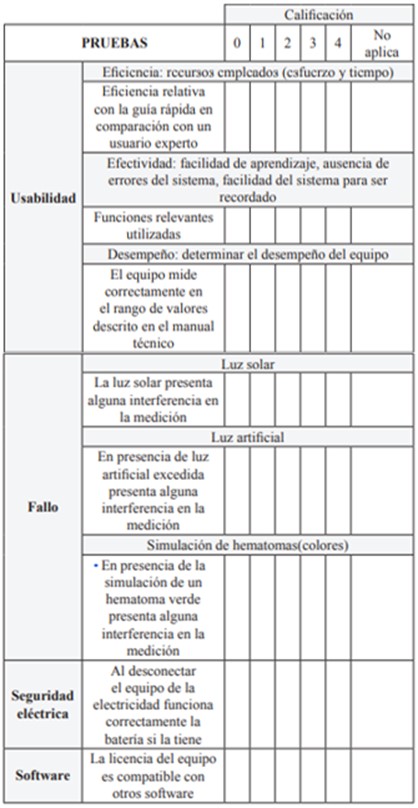 Calificación
PRUEBAS 0 1 2 3 4 No aplica
Usabilidad
Eficiencia: recursos empleados (esfuerzo y tiempo)
Eficiencia relativa
con la guía rápida en
comparación con un
usuario experto
Efectividad: facilidad de aprendizaje, ausencia de
errores del sistema, facilidad del sistema para ser
recordado
Funciones relevantes
utilizadas
Desempeño: determinar el desempeño del equipo
El equipo mide
correctamente en
el rango de valores
descrito en el manual
técnico
Fallo
Luz solar
La luz solar presenta
alguna interferencia en
la medición
Luz artificial
En presencia de luz
artificial excedida
presenta alguna
interferencia en la
medición
Simulación de hematomas(colores)
• En presencia de la
simulación de un
hematoma verde
presenta alguna
interferencia en la
medición
Seguridad
eléctrica
Al desconectar
el equipo de la
electricidad funciona
correctamente la
batería si la tiene
Software
La licencia del equipo
es compatible con
otros software